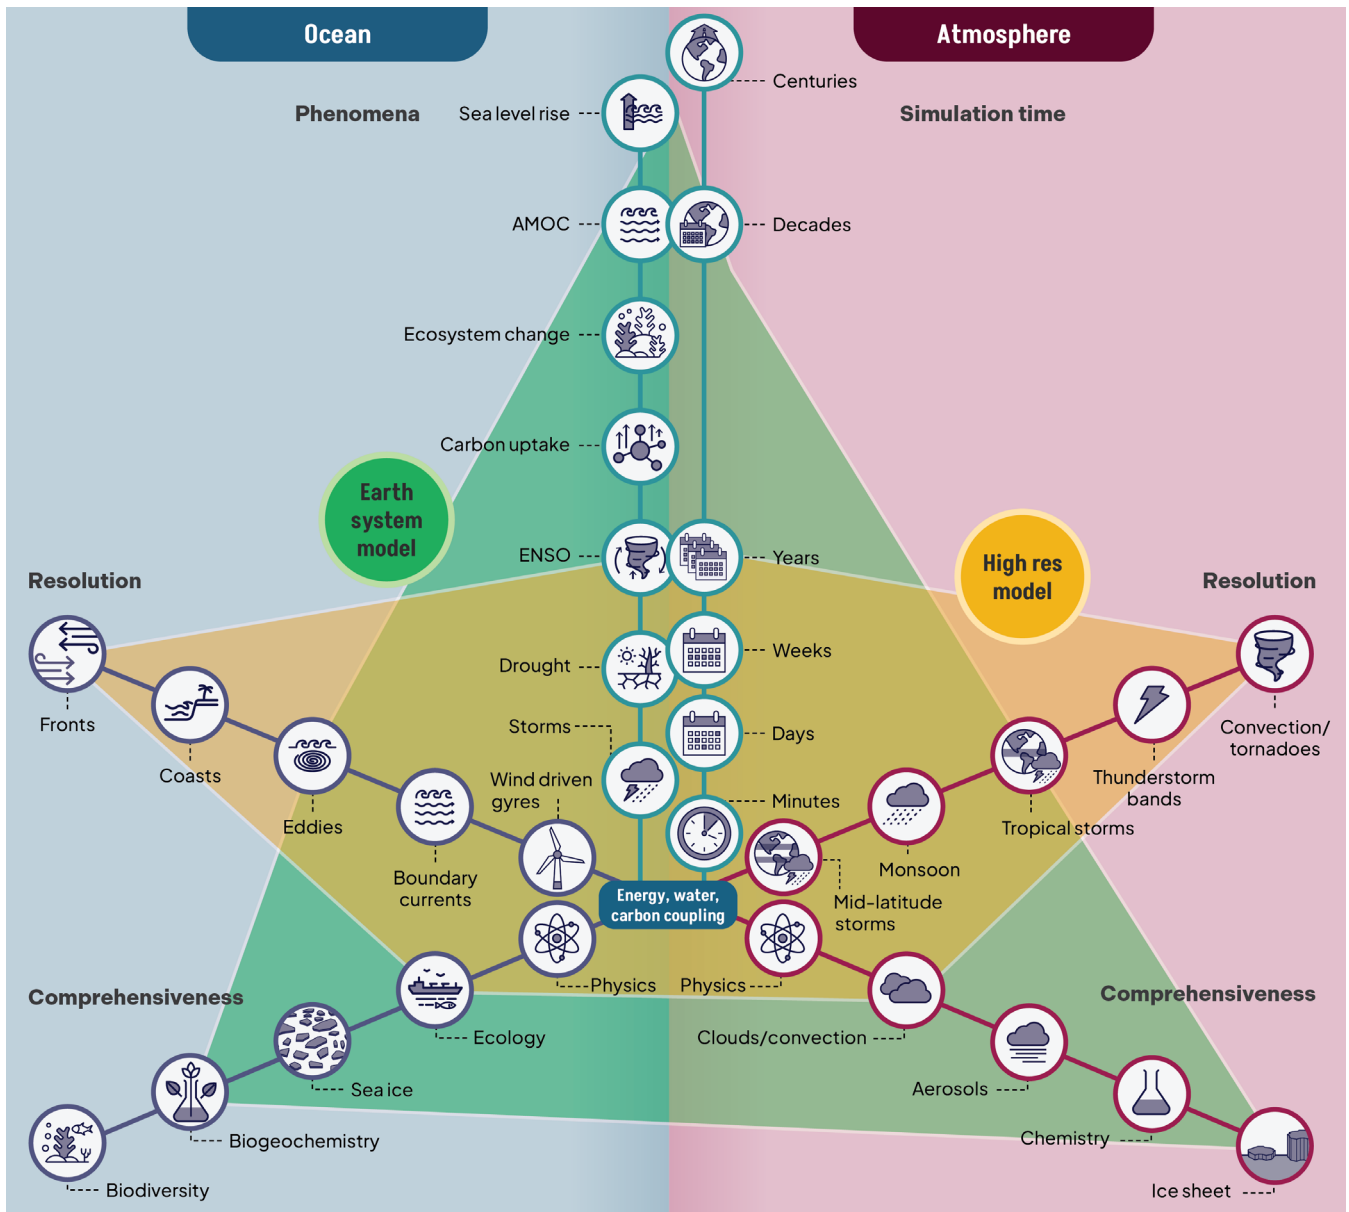 Ocean
Atmosphere
Centuries
Phenomena
Sea level rise
Simulation time
AMOC
Decades
Ecosystem change
Carbon uptake
Earth
system
model
ENSO
Years
High res
model
Resolution
Resolution
Weeks
Drought
Fronts
Storms
Days
Convection/
tornadoes
Coasts
Wind driven
gyres
Thunderstorm
bands
Minutes
Eddies
Tropical storms
Boundary
currents
Monsoon
Energy, water,
carbon coupling
Mid-latitude
storms
Physics
Physics
Comprehensiveness
Comprehensiveness
Ecology
Clouds/convection
Sea ice
Aerosols
Biogeochemistry
Chemistry
Biodiversity
Ice sheet